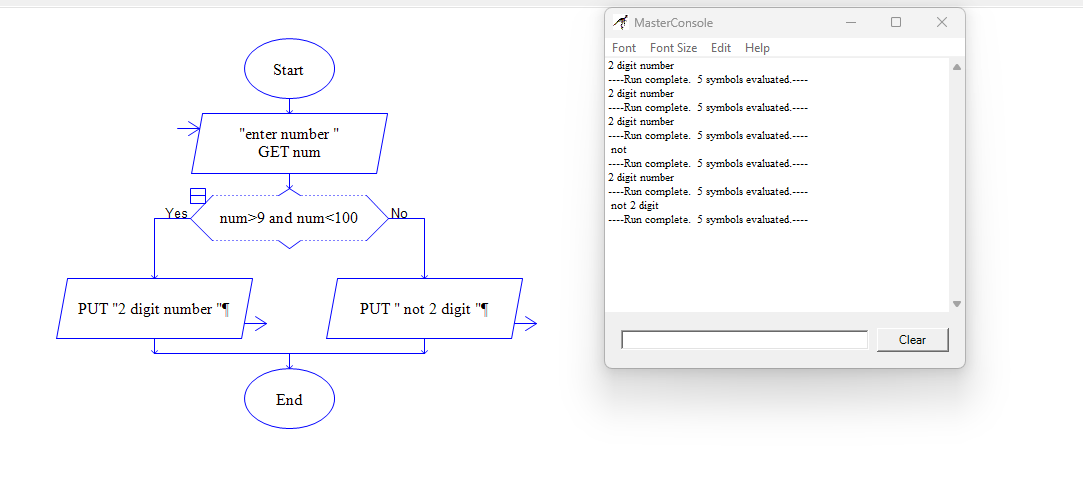 Start
"enter number "
GET num
Yes
num>9 and num<100
No
PUT "2 digit number "¶
PUT " not 2 digit "¶
End
MasterConsole
Font Font Size Edit Help
2 digit number
----Run complete.  5 symbols evaluated.----
2 digit number
----Run complete.  5 symbols evaluated.----
2 digit number
----Run complete.  5 symbols evaluated.----
not
----Run complete.  5 symbols evaluated.----
2 digit number
----Run complete.  5 symbols evaluated.----
not 2 digit
----Run complete.  5 symbols evaluated.----
Clear